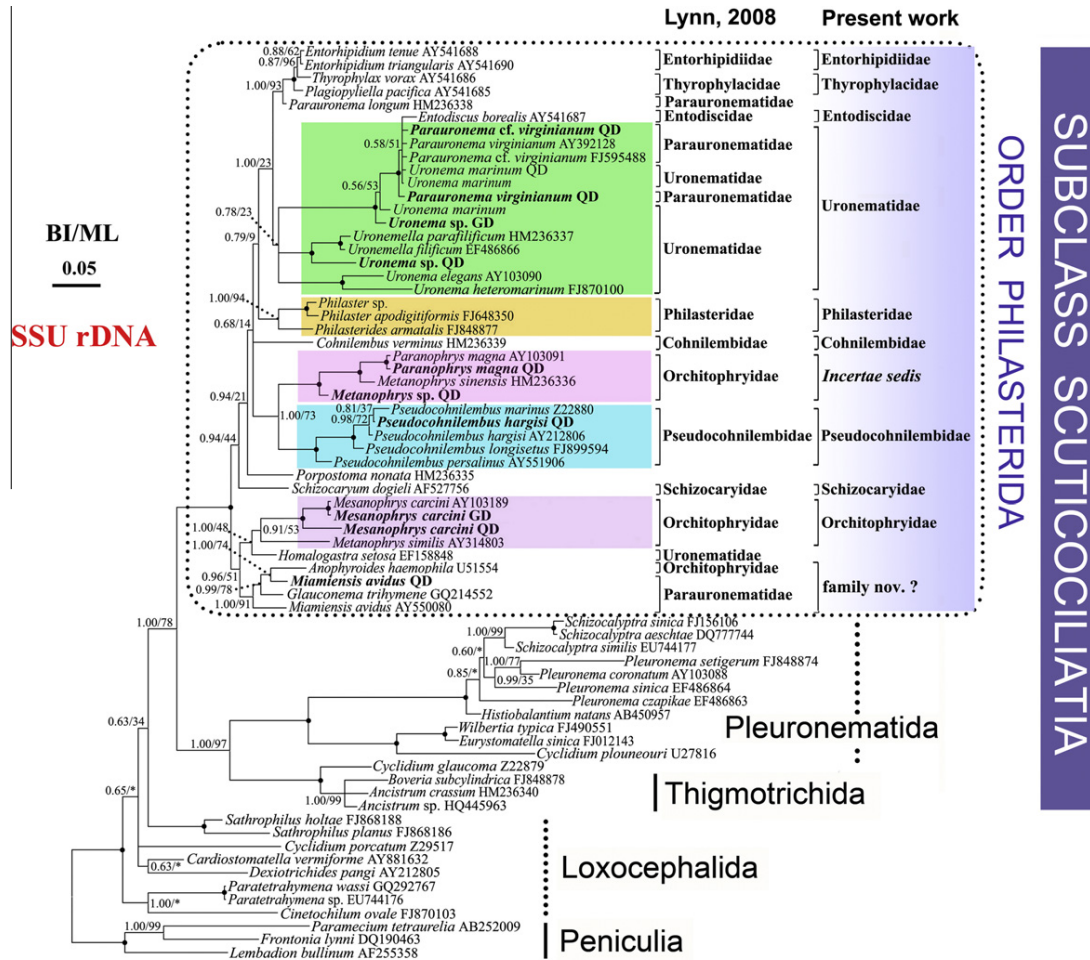 Lynn, 2008 Present work
0.88/62 Entorhipidium tenue AY541688
0.87/96 Entorhipidium triangularis AY541690 Entorhipidiidae Entorhipidiidae
Thyrophylax vorax AY541686
1.00/93 Plagiopyliella pacifica AY541685 Thyrophylacidae Thyrophylacidae
Parauronema longum HM236338 Parauronematidae
Entodiscus borealis AY541687 Entodiscidae Entodiscidae
Parauronema cf. virginianum QD
0.58/51 Parauronema virginianum AY392128 Parauronematidae
Parauronema cf. virginianum FJ595488
1.00/23 Uronema marinum QD Uronematidae
0.56/53 Uronema marinum
Parauronema virginianum QD Parauronematidae Uronematidae
Uronema marinum
0.78/23 Uronema sp. GD
BI/ML 0.79/9 Uronemella parafilificum HM236337
Uronemella filificum EF486866 Uronematidae
0.05 Uronema sp. QD
Uronema elegans AY103090
Uronema heteromarinum FJ870100
1.00/94 Philaster sp.
SSU rDNA 0.68/14 Philaster apodigitiformis FJ648350 Philasteridae Philasteridae
Philasterides armatalis FJ848877
Cohnilembus verminus HM236339 Cohnilembidae Cohnilembidae
Paranophrys magna AY103091
Paranophrys magna QD
0.94/21 Metanophrys sinensis HM236336 Orchitophryidae Incertae sedis
Metanophrys sp. QD
1.00/73 0.81/37 Pseudocohnilembus marinus Z22880
0.98/72 Pseudocohnilembus hargisi QD
0.94/44 Pseudocohnilembus hargisi AY212806 Pseudocohnilembidae Pseudocohnilembidae
Pseudocohnilembus longisetus FJ899594
Pseudocohnilembus persalinus AY551906
Porpostoma nonata HM236335
Schizocaryum dogieli AF527756 Schizocaryidae Schizocaryidae
Mesanophrys carcini AY103189
Mesanophrys carcini GD
1.00/48 0.91/53 Mesanophrys carcini QD Orchitophryidae Orchitophryidae
1.00/74 Metanophrys similis AY314803
Homalogastra setosa EF158848 Uronematidae
0.96/51 Anophyroides haemophila U51554 Orchitophryidae
0.99/78 Miamiensis avidus QD family nov. ?
Glauconema trihymene GQ214552 Parauronematidae
1.00/91 Miamiensis avidus AY550080
ORDER PHILASTERIDA
SUBCLASS SCUTICOCILIATIA
1.00/78 Schizocalyptra sinica FJ156106
1.00/99 Schizocalyptra aeschtae DQ777744
0.60/* Schizocalyptra similis EU744177
1.00/77 Pleuronema setigerum FJ848874
0.85/* Pleuronema coronatum AY103088
0.99/35 Pleuronema sinica EF486864
Pleuronema czapikae EF486863
0.63/34 Histiobalantium natans AB450957
Wilbertia typica FJ490551 Pleuronematida
1.00/97 Eurystomatella sinica FJ012143
Cyclidium plouneouri U27816
Cyclidium glaucoma Z22879
Boveria subcylindrica FJ848878
0.65/* Ancistrum crassum HM236340 Thigmotrichida
1.00/99 Ancistrum sp. HQ445963
Sathrophilus holtae FJ868188
Sathrophilus planus FJ868186
Cyclidium porcatum Z29517
Cardiostomatella vermiforme AY881632
0.63/* Dexiotrichides pangi AY212805 Loxocephalida
Paratetrahymena wassi GQ292767
1.00/* Paratetrahymena sp. EU744176
Cinetochilum ovale FJ870103
1.00/99 Paramecium tetraurelia AB252009
Frontonia lynni DQ190463 Peniculia
Lembadion bullinum AF255358